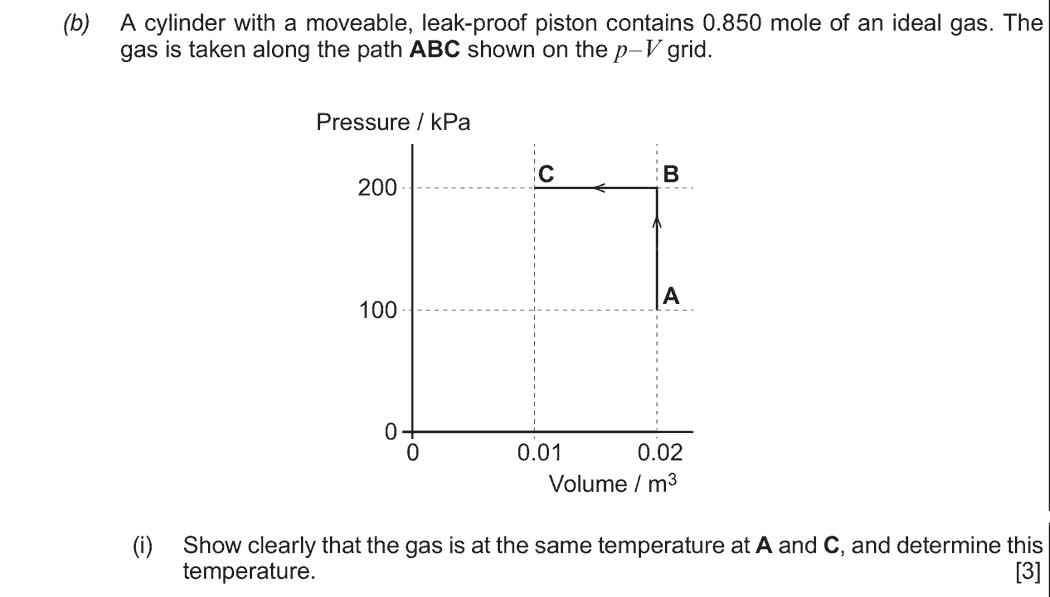 (b) A cylinder with a moveable, leak-proof piston contains 0.850 mole of an ideal gas. The
gas is taken along the path ABC shown on the p–V grid.
Pressure / kPa
C
B
200
A
100
0
0
0.01
0.02
Volume / m³
(i) Show clearly that the gas is at the same temperature at A and C, and determine this
temperature. [3]